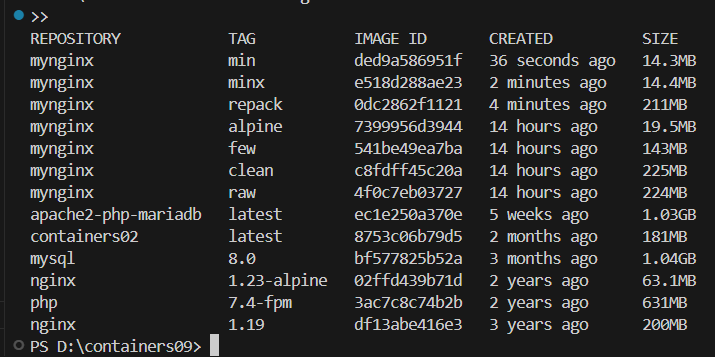 >>
REPOSITORY TAG IMAGE ID CREATED SIZE
mynginx min ded9a586951f 36 seconds ago 14.3MB
mynginx minx e518d288ae23 2 minutes ago 14.4MB
mynginx repack 0dc2862f1121 4 minutes ago 211MB
mynginx alpine 7399956d3944 14 hours ago 19.5MB
mynginx few 541be49ea7ba 14 hours ago 143MB
mynginx clean c8fdff45c20a 14 hours ago 225MB
mynginx raw 4f0c7eb03727 14 hours ago 224MB
apache2-php-mariadb latest ec1e250a370e 5 weeks ago 1.03GB
containers02 latest 8753c06b79d5 2 months ago 181MB
mysql 8.0 bf577825b52a 3 months ago 1.04GB
nginx 1.23-alpine 02ffd439b71d 2 years ago 63.1MB
php 7.4-fpm 3ac7c8c74b2b 2 years ago 631MB
nginx 1.19 df13abe416e3 3 years ago 200MB
PS D:\containers09>